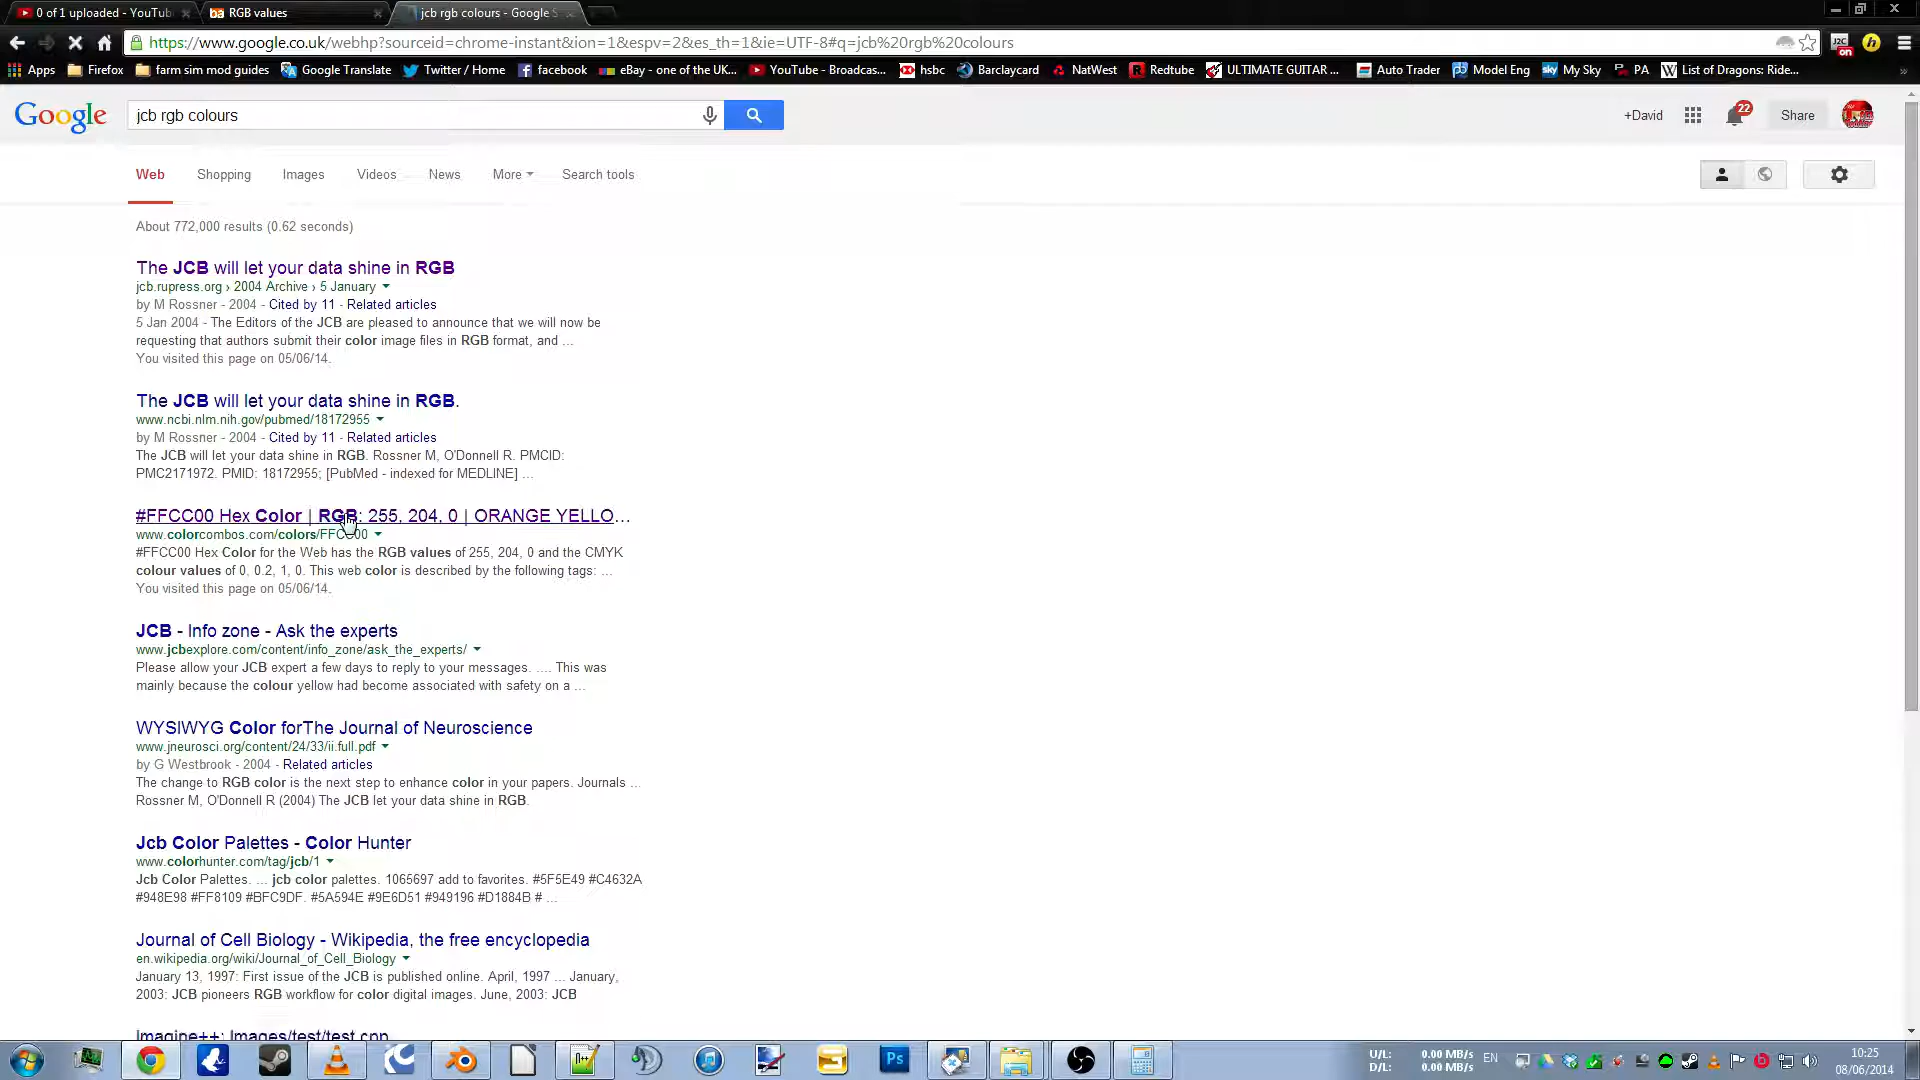 0 of 1 uploaded - YouTub
RGB values
jcb rgb colours - Google S
https://www.google.co.uk/webhp?sourceid=chrome-instant&ion=1&espv=2&es_th=1&ie=UTF-8#q=jcb%20rgb%20colours
J2C
on
Apps
Firefox
farm sim mod guides
Google Translate
Twitter / Home
facebook
eBay - one of the UK...
YouTube - Broadcas...
hsbc
Barclaycard
NatWest
Redtube
ULTIMATE GUITAR ...
Auto Trader
Model Eng
My Sky
PA
List of Dragons: Ride...
Google
jcb rgb colours
+David
22
Share
Web
Shopping
Images
Videos
News
More
Search tools
About 772,000 results (0.62 seconds)
The JCB will let your data shine in RGB
jcb.rupress.org › 2004 Archive › 5 January
by M Rossner - 2004 - Cited by 11 - Related articles
5 Jan 2004 - The Editors of the JCB are pleased to announce that we will now be
requesting that authors submit their color image files in RGB format, and ...
You visited this page on 05/06/14.
The JCB will let your data shine in RGB.
www.ncbi.nlm.nih.gov/pubmed/18172955
by M Rossner - 2004 - Cited by 11 - Related articles
The JCB will let your data shine in RGB. Rossner M, O'Donnell R. PMCID:
PMC2171972. PMID: 18172955; [PubMed - indexed for MEDLINE] ...
#FFCC00 Hex Color | RGB: 255, 204, 0 | ORANGE YELLO...
www.colorcombos.com/colors/FFCC00
#FFCC00 Hex Color for the Web has the RGB values of 255, 204, 0 and the CMYK
colour values of 0, 0.2, 1, 0. This web color is described by the following tags: ...
You visited this page on 05/06/14.
JCB - Info zone - Ask the experts
www.jcbexplore.com/content/info_zone/ask_the_experts/
Please allow your JCB expert a few days to reply to your messages. .... This was
mainly because the colour yellow had become associated with safety on a ...
WYSIWYG Color forThe Journal of Neuroscience
www.jneurosci.org/content/24/33/ii.full.pdf
by G Westbrook - 2004 - Related articles
The change to RGB color is the next step to enhance color in your papers. Journals ...
Rossner M, O'Donnell R (2004) The JCB let your data shine in RGB.
Jcb Color Palettes - Color Hunter
www.colorhunter.com/tag/jcb/1
Jcb Color Palettes. ... jcb color palettes. 1065697 add to favorites. #5F5E49 #C4632A
#948E98 #FF8109 #BFC9DF. #5A594E #9E6D51 #949196 #D1884B # ...
Journal of Cell Biology - Wikipedia, the free encyclopedia
en.wikipedia.org/wiki/Journal_of_Cell_Biology
January 13, 1997: First issue of the JCB is published online. April, 1997 ... January,
2003: JCB pioneers RGB workflow for color digital images. June, 2003: JCB
Imagine++: Images/test/test.cpp
Ps
U/L: 0.00 MB/s
D/L: 0.00 MB/s
EN
10:25
08/06/2014